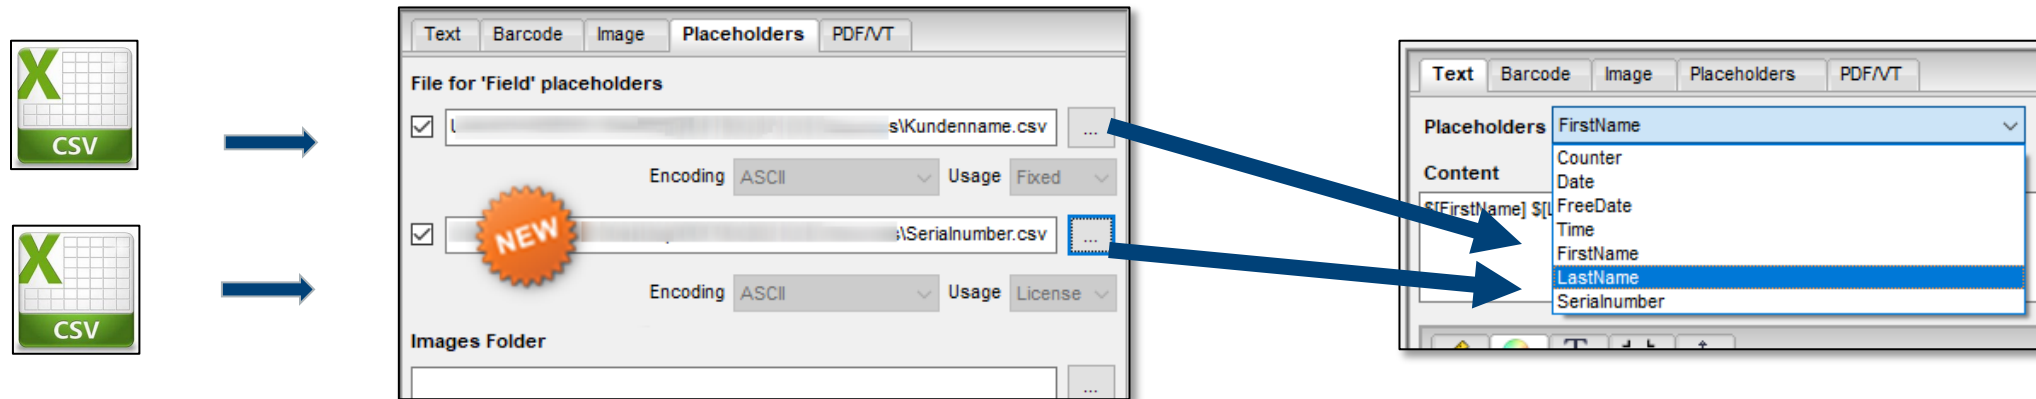 X
CSV
X
CSV
Text Barcode Image Placeholders PDF/VT
File for 'Field' placeholders
s\Kundenname.csv ...
Encoding ASCII Usage Fixed
NEW
\Serialnumber.csv ...
Encoding ASCII Usage License
Images Folder
...
Text Barcode Image Placeholders PDF/VT
Placeholders FirstName
Content
$[FirstName] $[L
Counter
Date
FreeDate
Time
FirstName
LastName
Serialnumber